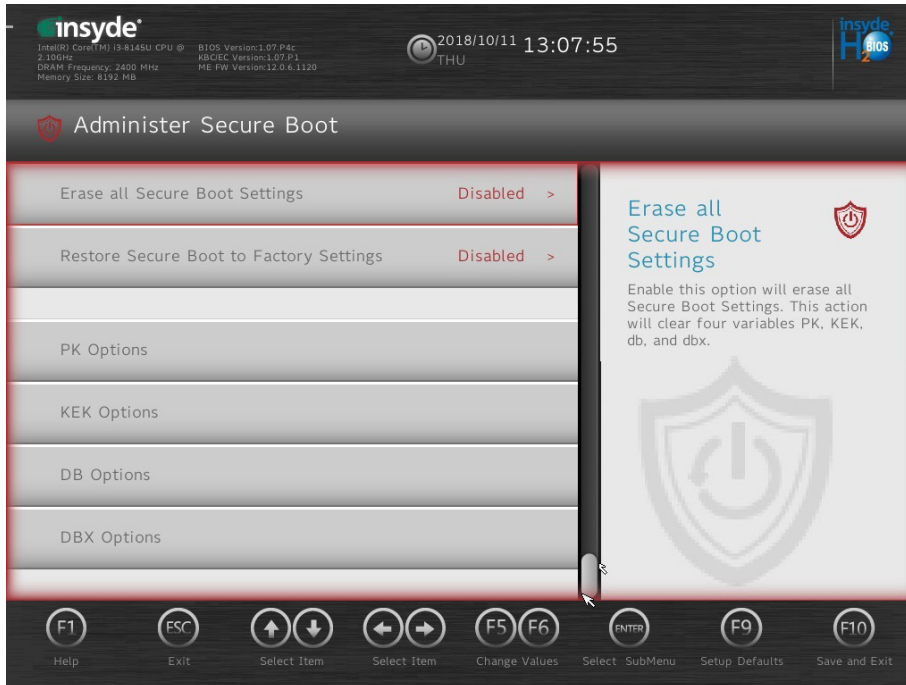 insyde®
Intel(R) Core(TM) i3-8145U CPU @
2.10GHz
DRAM Frequency: 2400 MHz
Memory Size: 8192 MB
BIOS Version:1.07.P4c
KBC/EC Version:1.07.P1
ME FW Version:12.0.6.1120
2018/10/11 13:07:55
THU
insyde
H2O
BIOS
Administer Secure Boot
Erase all Secure Boot Settings Disabled >
Restore Secure Boot to Factory Settings Disabled >
PK Options
KEK Options
DB Options
DBX Options
Erase all
Secure Boot
Settings
Enable this option will erase all
Secure Boot Settings. This action
will clear four variables PK, KEK,
db, and dbx.
F1 ESC F5 F6 ENTER F9 F10
Help Exit Select Item Select Item Change Values Select SubMenu Setup Defaults Save and Exit